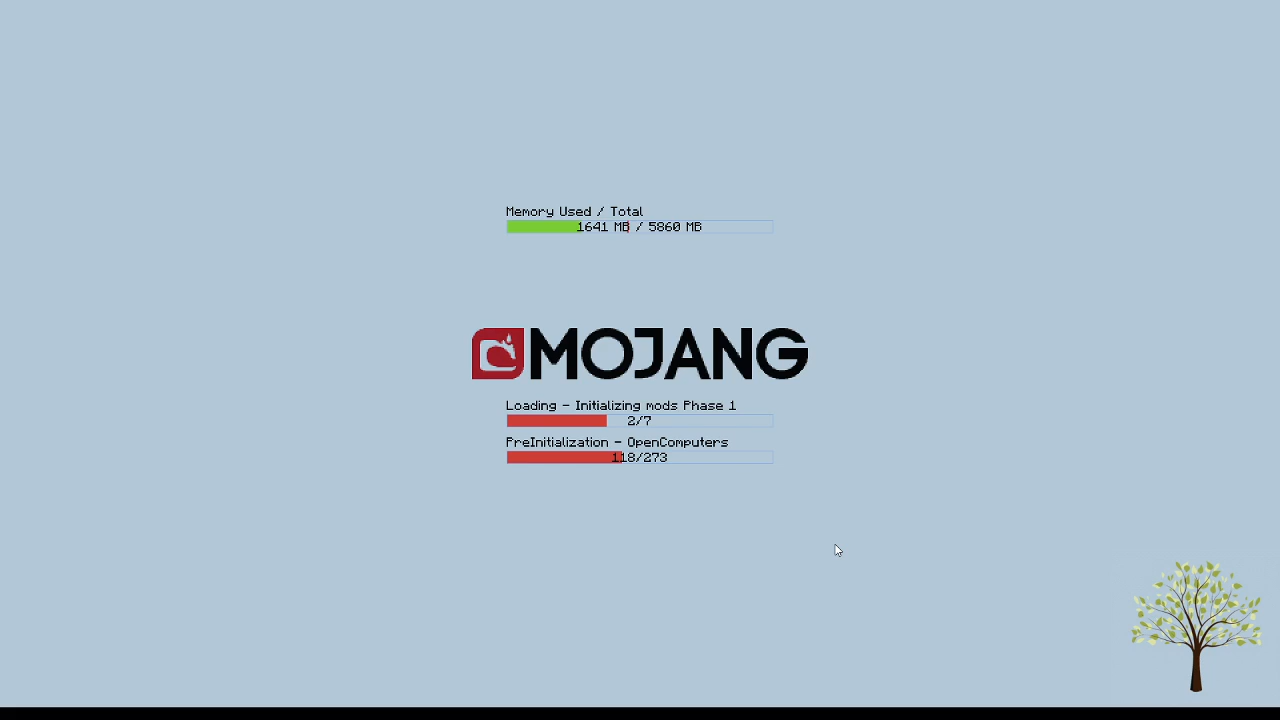 Memory Used / Total
1641 MB / 5860 MB
MOJANG
Loading - Initializing mods Phase 1
2/7
PreInitialization - OpenComputers
118/273